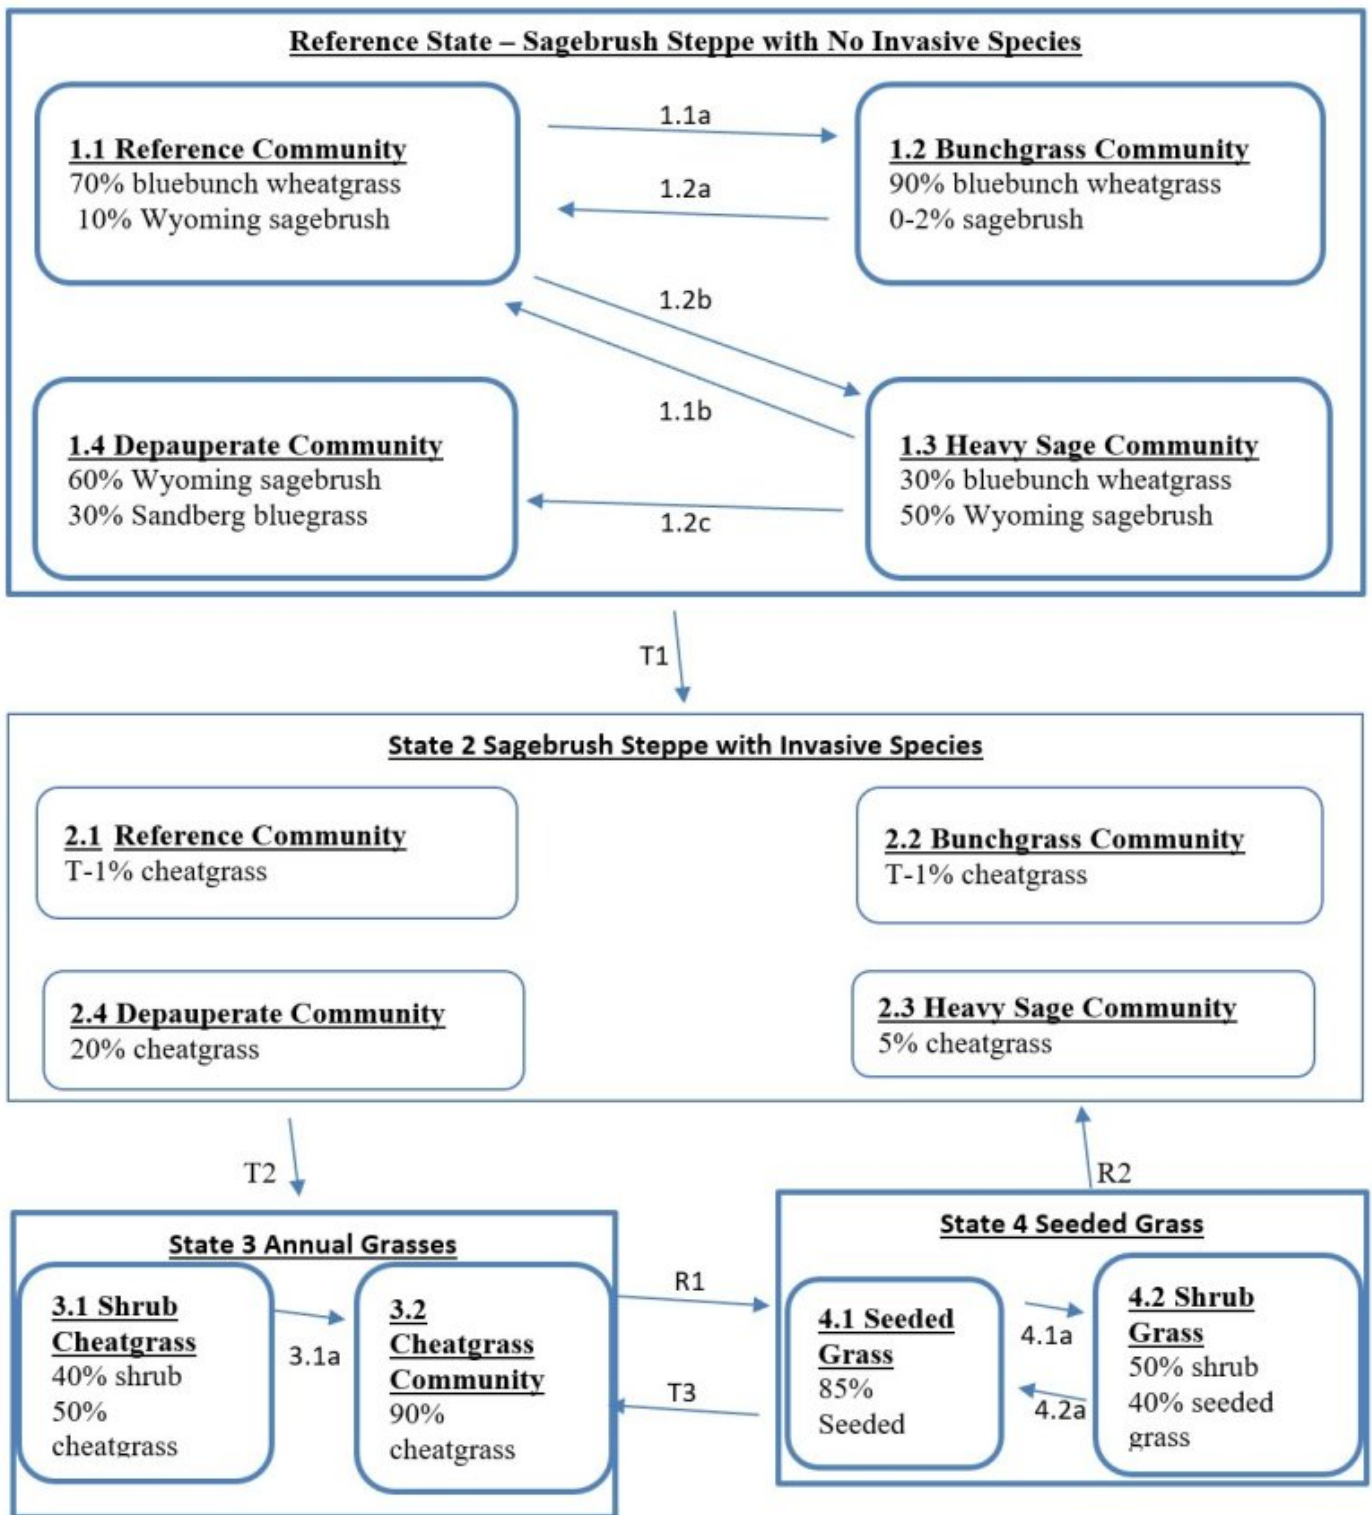 Reference State – Sagebrush Steppe with No Invasive Species
1.1 Reference Community
70% bluebunch wheatgrass
10% Wyoming sagebrush
1.1a
1.2a
1.2 Bunchgrass Community
90% bluebunch wheatgrass
0-2% sagebrush
1.2b
1.1b
1.4 Depauperate Community
60% Wyoming sagebrush
30% Sandberg bluegrass
1.2c
1.3 Heavy Sage Community
30% bluebunch wheatgrass
50% Wyoming sagebrush
T1
State 2 Sagebrush Steppe with Invasive Species
2.1 Reference Community
T-1% cheatgrass
2.2 Bunchgrass Community
T-1% cheatgrass
2.4 Depauperate Community
20% cheatgrass
2.3 Heavy Sage Community
5% cheatgrass
T2
R2
State 3 Annual Grasses
3.1 Shrub
Cheatgrass
40% shrub
50%
cheatgrass
3.1a
3.2
Cheatgrass
Community
90%
cheatgrass
R1
T3
State 4 Seeded Grass
4.1 Seeded
Grass
85%
Seeded
4.1a
4.2a
4.2 Shrub
Grass
50% shrub
40% seeded
grass